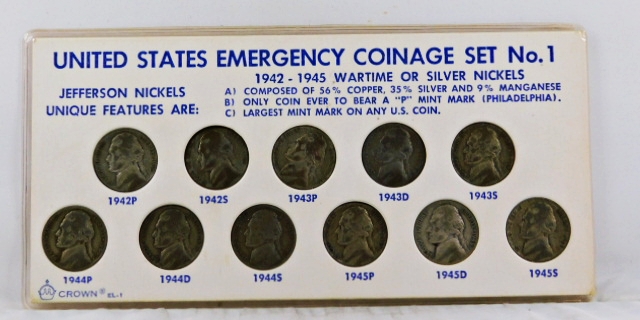 UNITED STATES EMERGENCY COINAGE SET No. 1
1942 - 1945 WARTIME OR SILVER NICKELS
JEFFERSON NICKELS
UNIQUE FEATURES ARE:
A) COMPOSED OF 56% COPPER, 35% SILVER AND 9% MANGANESE
B) ONLY COIN EVER TO BEAR A "P" MINT MARK (PHILADELPHIA).
C) LARGEST MINT MARK ON ANY U.S. COIN.
1942P 1942S 1943P 1943D 1943S
1944P 1944D 1944S 1945P 1945D 1945S
CROWN® EL-1